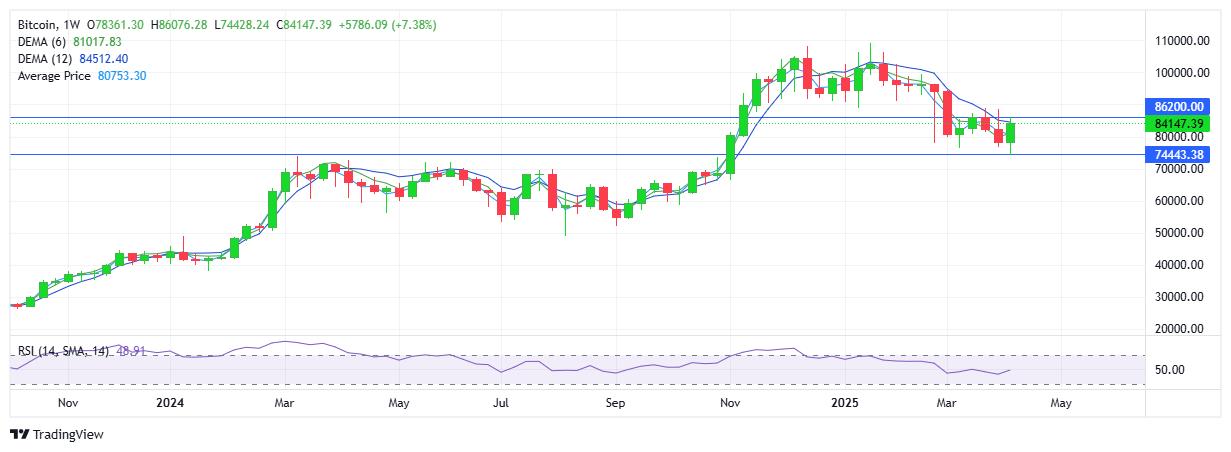 Bitcoin, 1W O78361.30 H86076.28 L74428.24 C84147.39 +5786.09 (+7.38%)
DEMA (6) 81017.83
DEMA (12) 84512.40
Average Price 80753.30
110000.00
100000.00
86200.00
84147.39
80000.00
74443.38
70000.00
60000.00
50000.00
40000.00
30000.00
20000.00
RSI (14, SMA, 14) 48.91
50.00
Nov 2024 Mar May Jul Sep Nov 2025 Mar May
TradingView